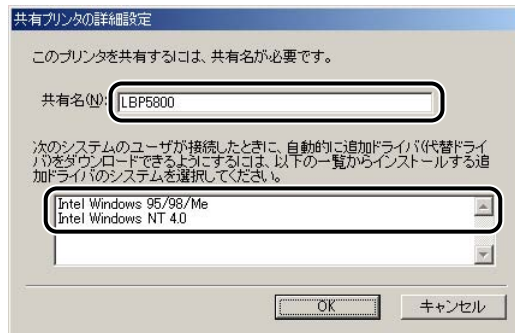 共有プリンタの詳細設定
このプリンタを共有するには、共有名が必要です。
共有名(N): LBP5800
次のシステムのユーザが接続したときに、自動的に追加ドライバ(代替ドライ
バ)をダウンロードできるようにするには、以下の一覧からインストールする追
加ドライバのシステムを選択してください。
Intel Windows 95/98/Me
Intel Windows NT 4.0
OK キャンセル